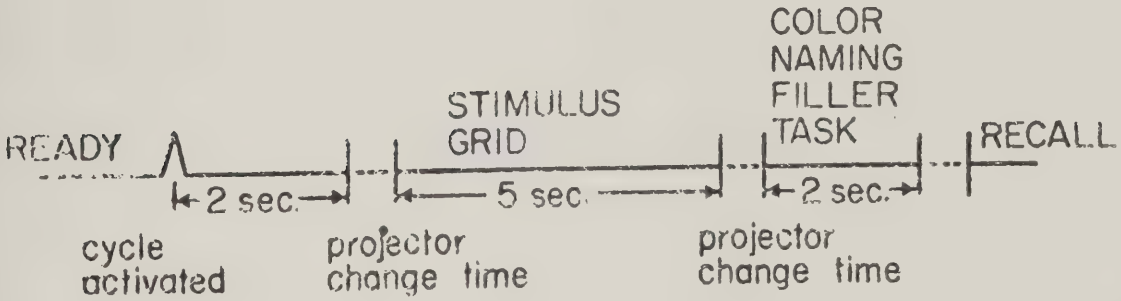 COLOR
NAMING
FILLER
TASK
STIMULUS
GRID
READY
RECALL
2 sec.
5 sec.
2 sec.
cycle
activated
projector
change time
projector
change time